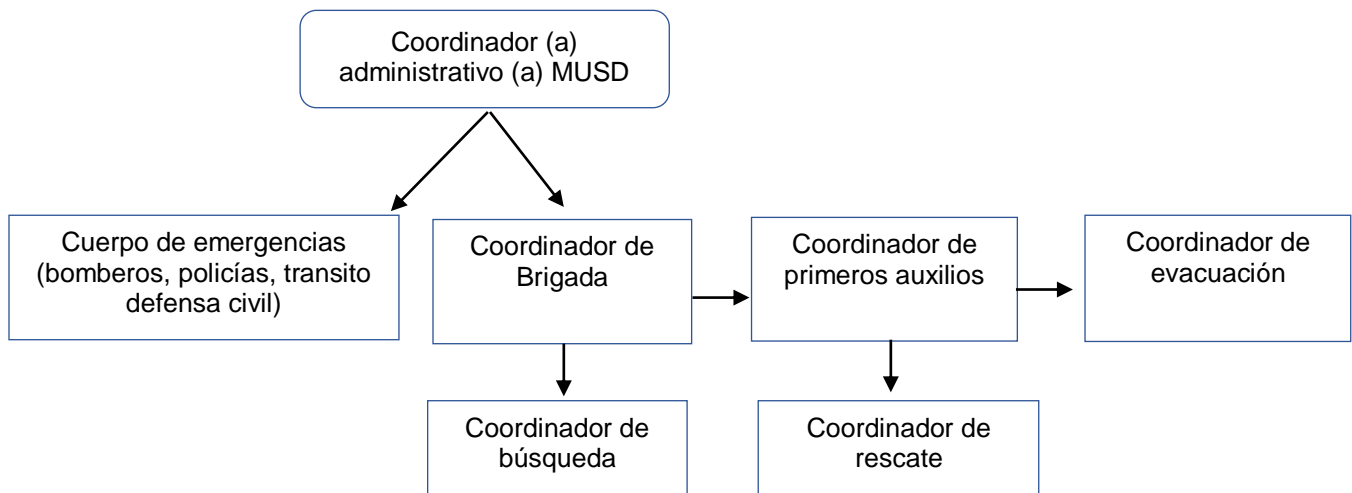 Coordinador (a)
administrativo (a) MUSD
Cuerpo de emergencias
(bomberos, policías, transito
defensa civil)
Coordinador de
Brigada
Coordinador de
primeros auxilios
Coordinador de
evacuación
Coordinador de
búsqueda
Coordinador de
rescate